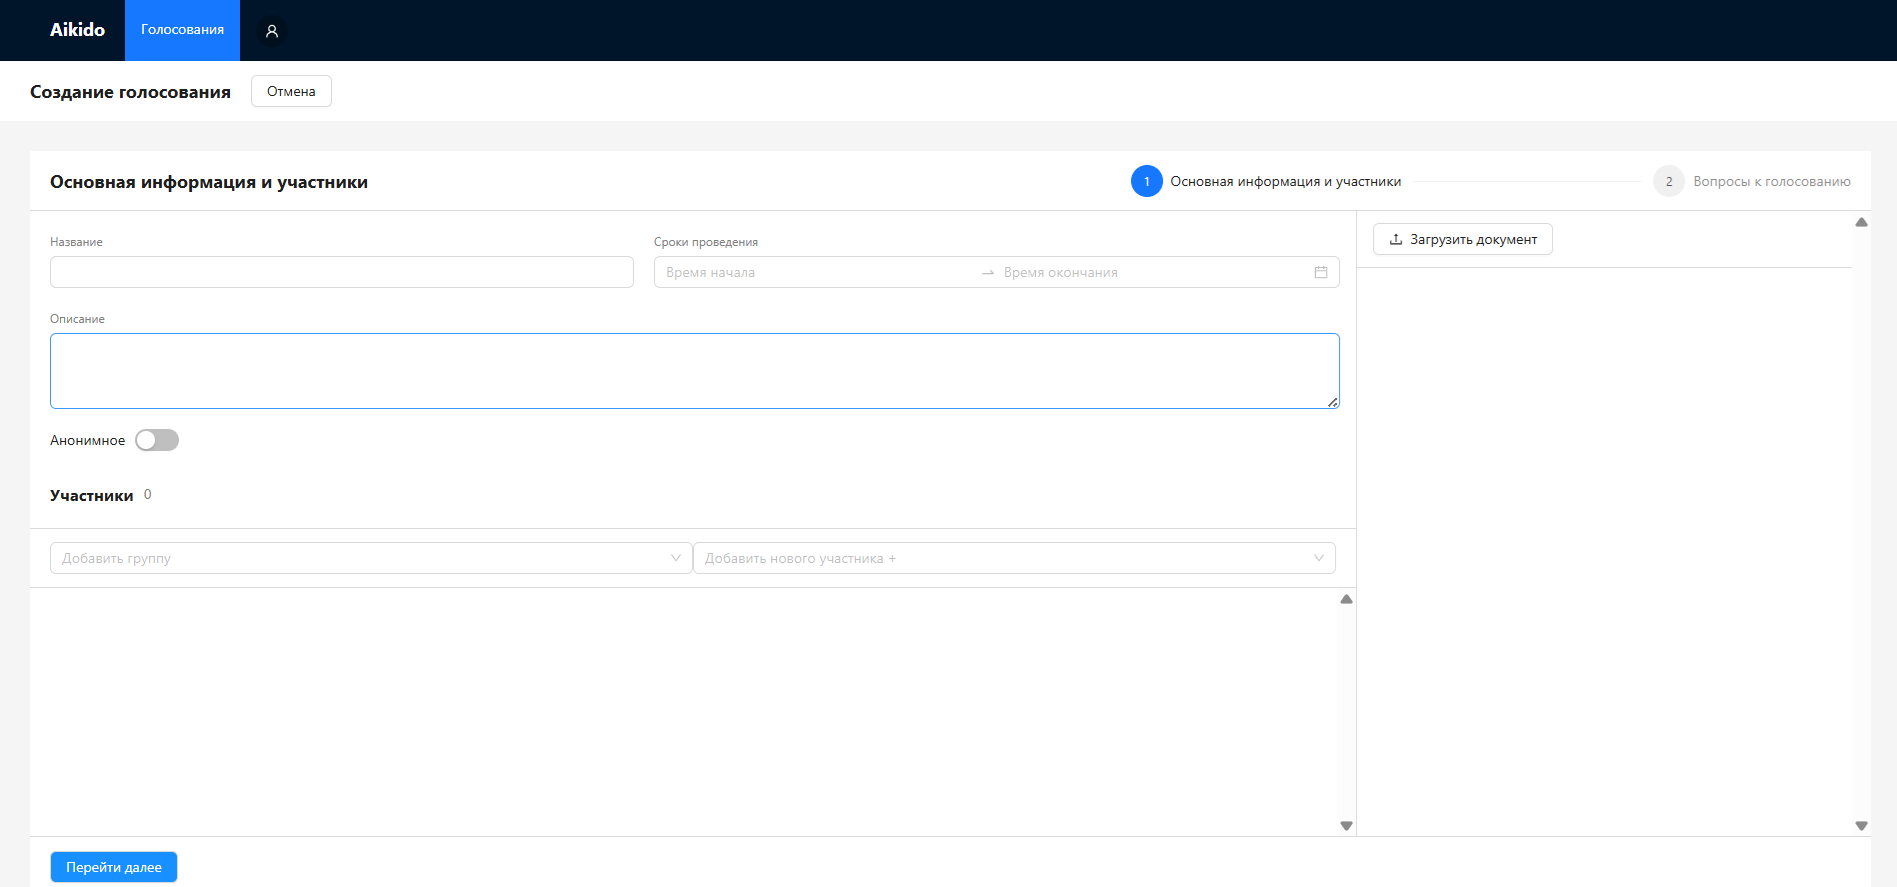 Aikido
Голосования
Создание голосования
Отмена
Основная информация и участники
1
Основная информация и участники
2
Вопросы к голосованию
Название
Сроки проведения
Время начала
Время окончания
Загрузить документ
Описание
Анонимное
Участники 0
Добавить группу
Добавить нового участника +
Перейти далее